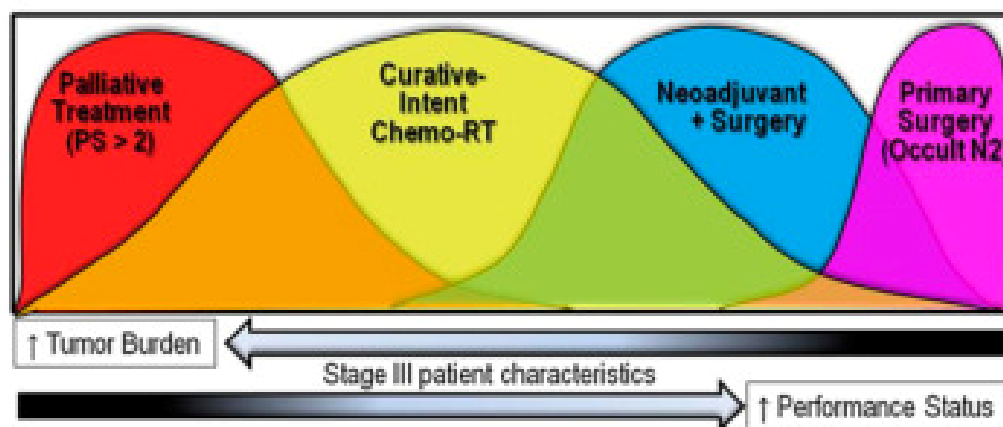 Palliative
Treatment
(PS > 2)
Curative-
Intent
Chemo-RT
Neoadjuvant
+ Surgery
Primary
Surgery
(Occult N2
↑ Tumor Burden
Stage III patient characteristics
↑ Performance Status